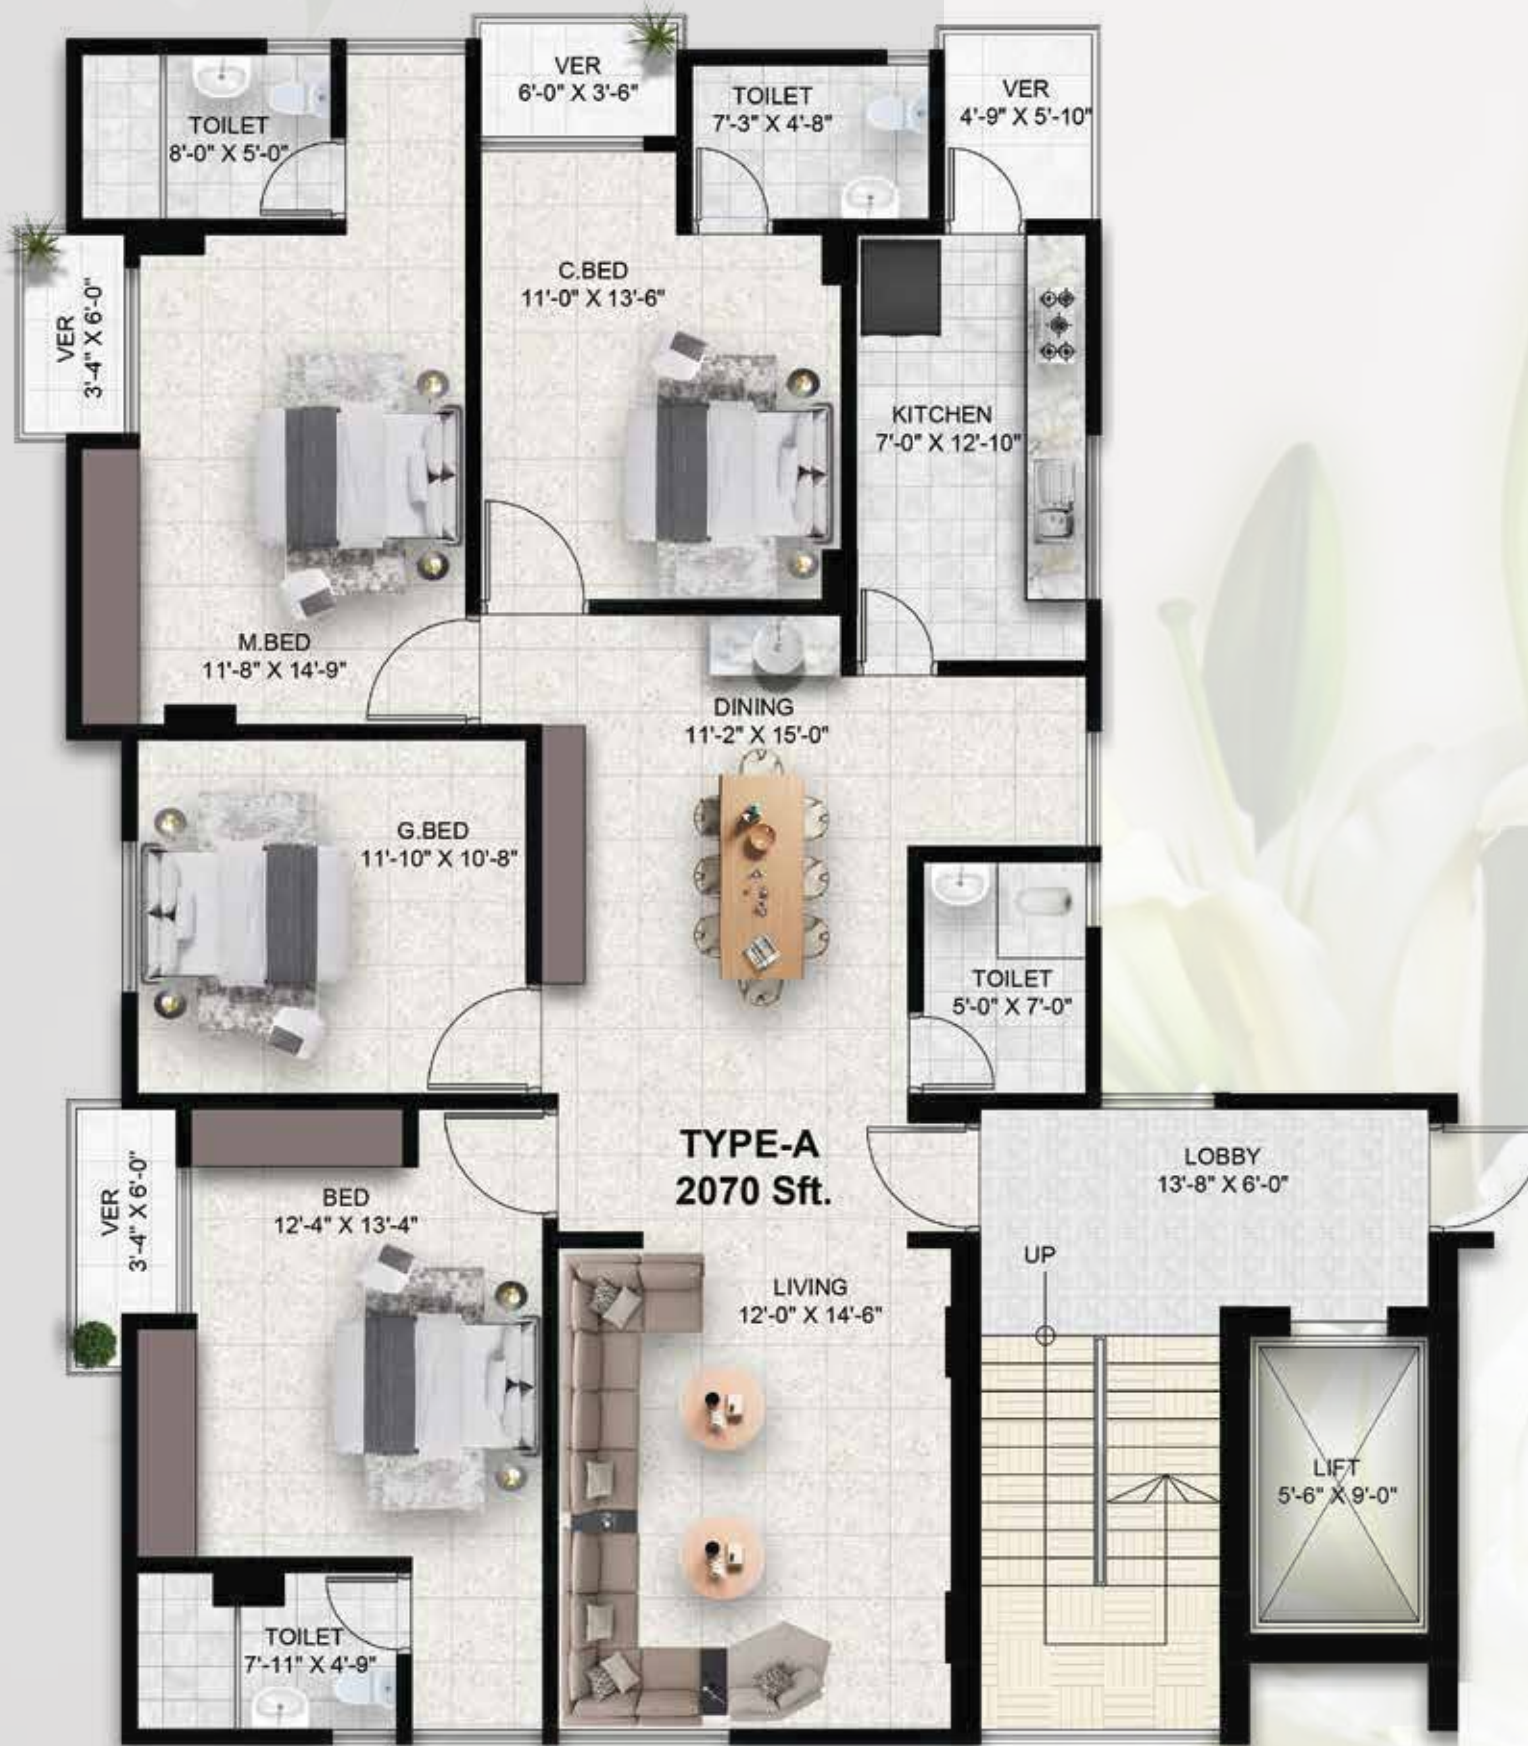 VER
6'-0" X 3'-6"
TOILET
7'-3" X 4'-8"
VER
4'-9" X 5'-10"
TOILET
8'-0" X 5'-0"
VER
3'-4" X 6'-0"
C.BED
11'-0" X 13'-6"
KITCHEN
7'-0" X 12'-10"
M.BED
11'-8" X 14'-9"
DINING
11'-2" X 15'-0"
G.BED
11'-10" X 10'-8"
TOILET
5'-0" X 7'-0"
TYPE-A
2070 Sft.
LOBBY
13'-8" X 6'-0"
VER
3'-4" X 6'-0"
BED
12'-4" X 13'-4"
UP
LIVING
12'-0" X 14'-6"
LIFT
5'-6" X 9'-0"
TOILET
7'-11" X 4'-9"